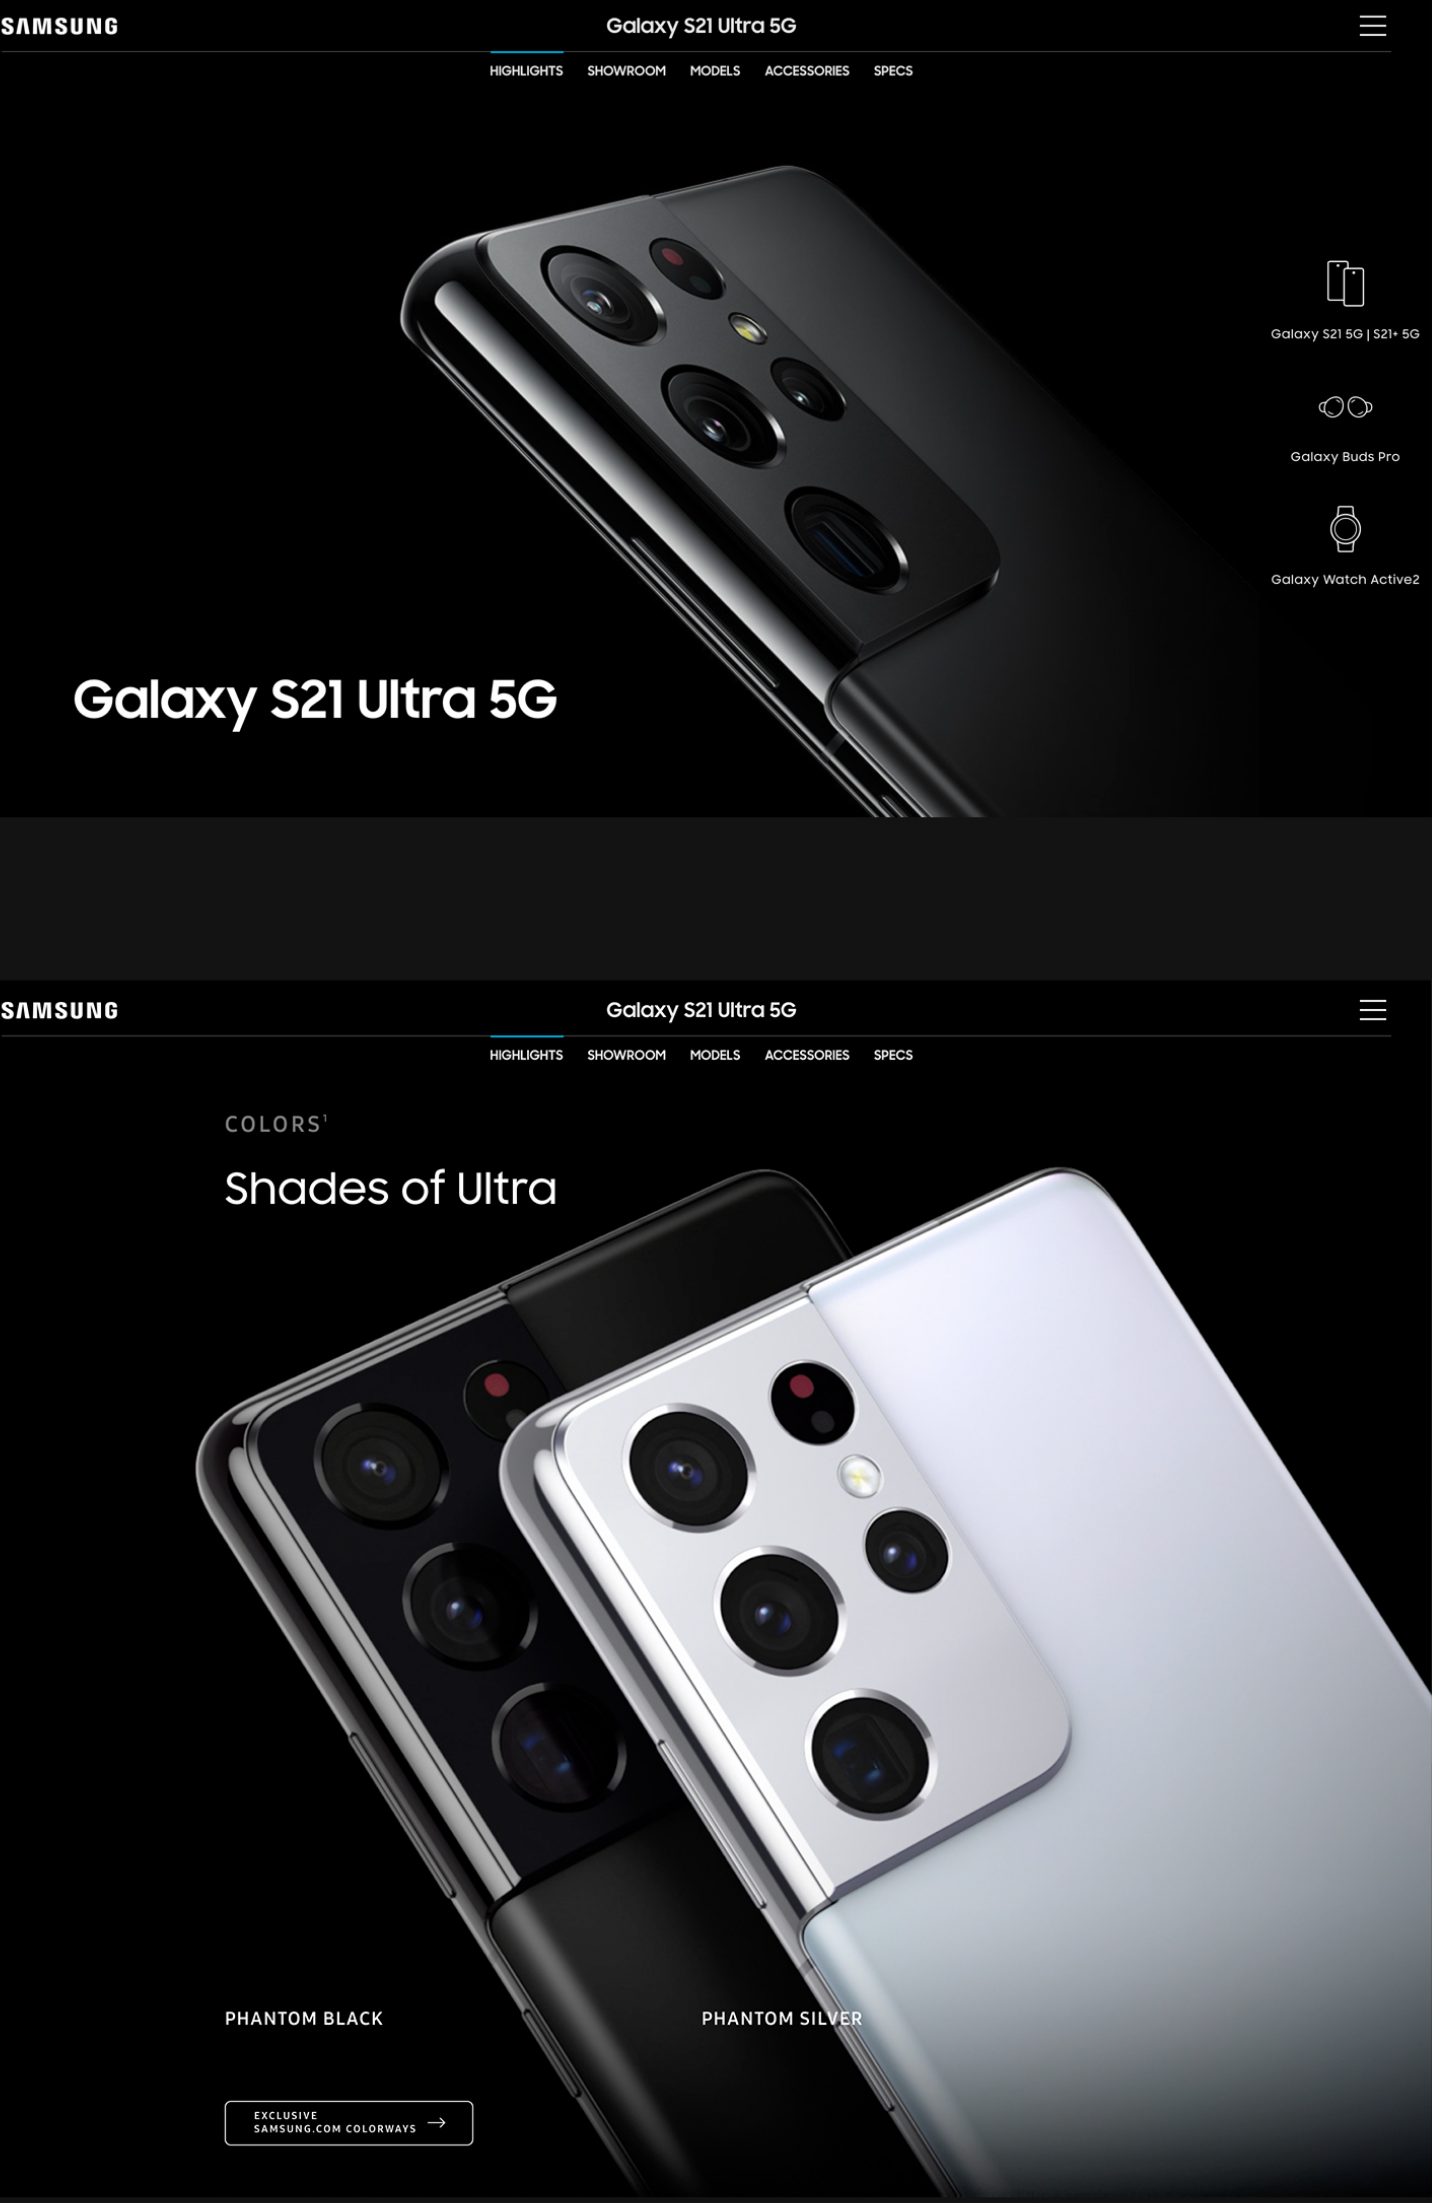 SAMSUNG
Galaxy S21 Ultra 5G
HIGHLIGHTS SHOWROOM MODELS ACCESSORIES SPECS
Galaxy S21 5G | S21+ 5G
Galaxy Buds Pro
Galaxy Watch Active2
Galaxy S21 Ultra 5G
SAMSUNG
Galaxy S21 Ultra 5G
HIGHLIGHTS SHOWROOM MODELS ACCESSORIES SPECS
COLORS¹
Shades of Ultra
PHANTOM BLACK
PHANTOM SILVER
EXCLUSIVE
SAMSUNG.COM COLORWAYS